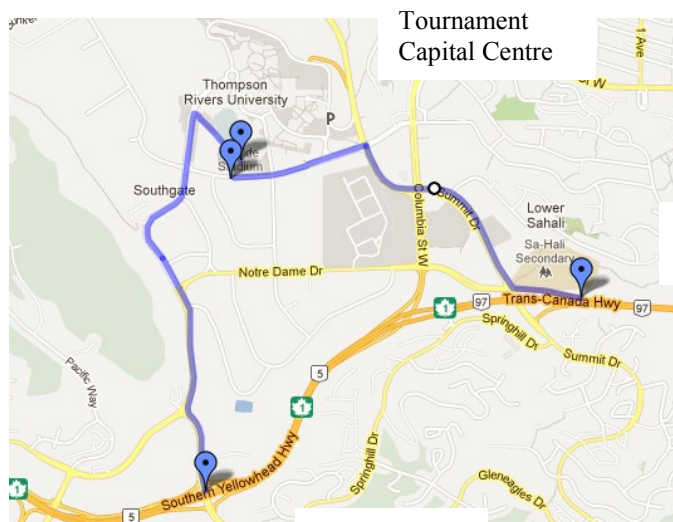 Tournament
Capital Centre
1 Ave
W
Thompson
Rivers University
P
Stadium
Southgate
Columbia St W
Summit Dr
Lower
Sahali
Sa-Hali
Secondary
Notre Dame Dr
1
97
Trans-Canada Hwy
97
Springhill Dr
5
Summit Dr
Pacific Way
1
Southern Yellowhead Hwy
Springhill Dr
Gleneagles Dr
1
5